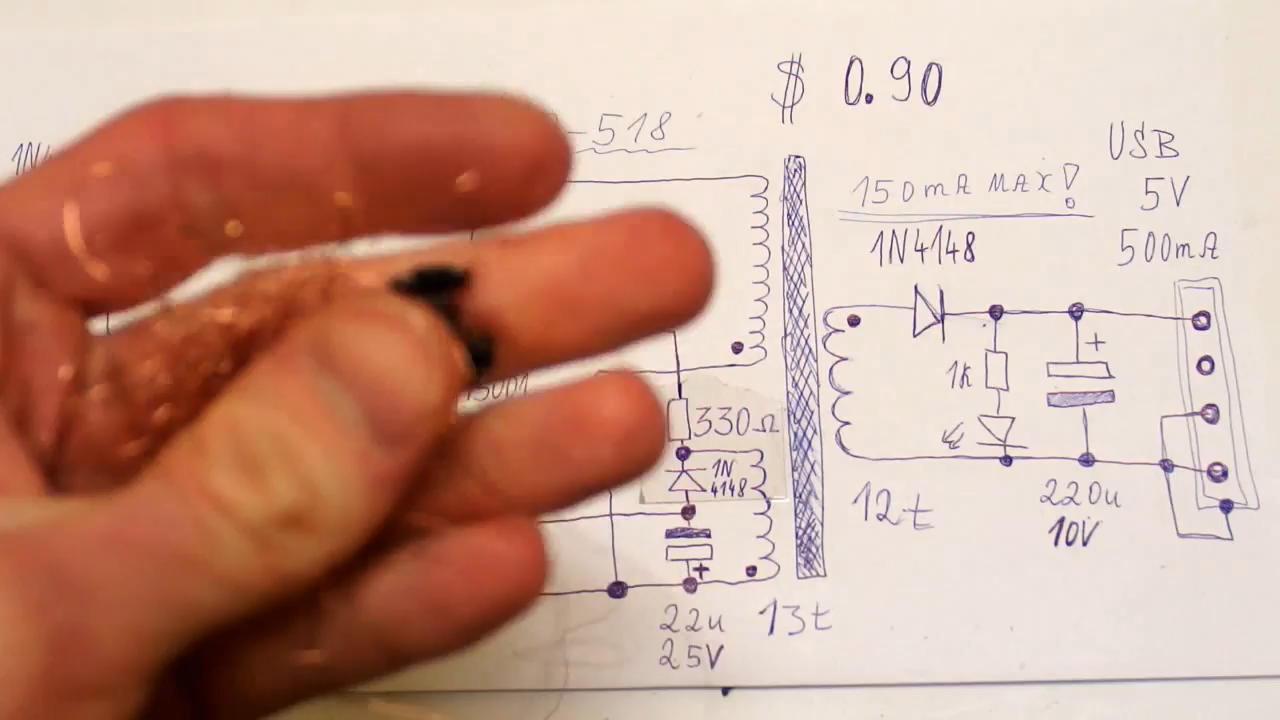 $ 0.90
-518
USB
5V
500mA
150mA MAX!
1N4148
1k
+
330Ω
1N
4148
+
12t
220u
10V
22u
25V
13t